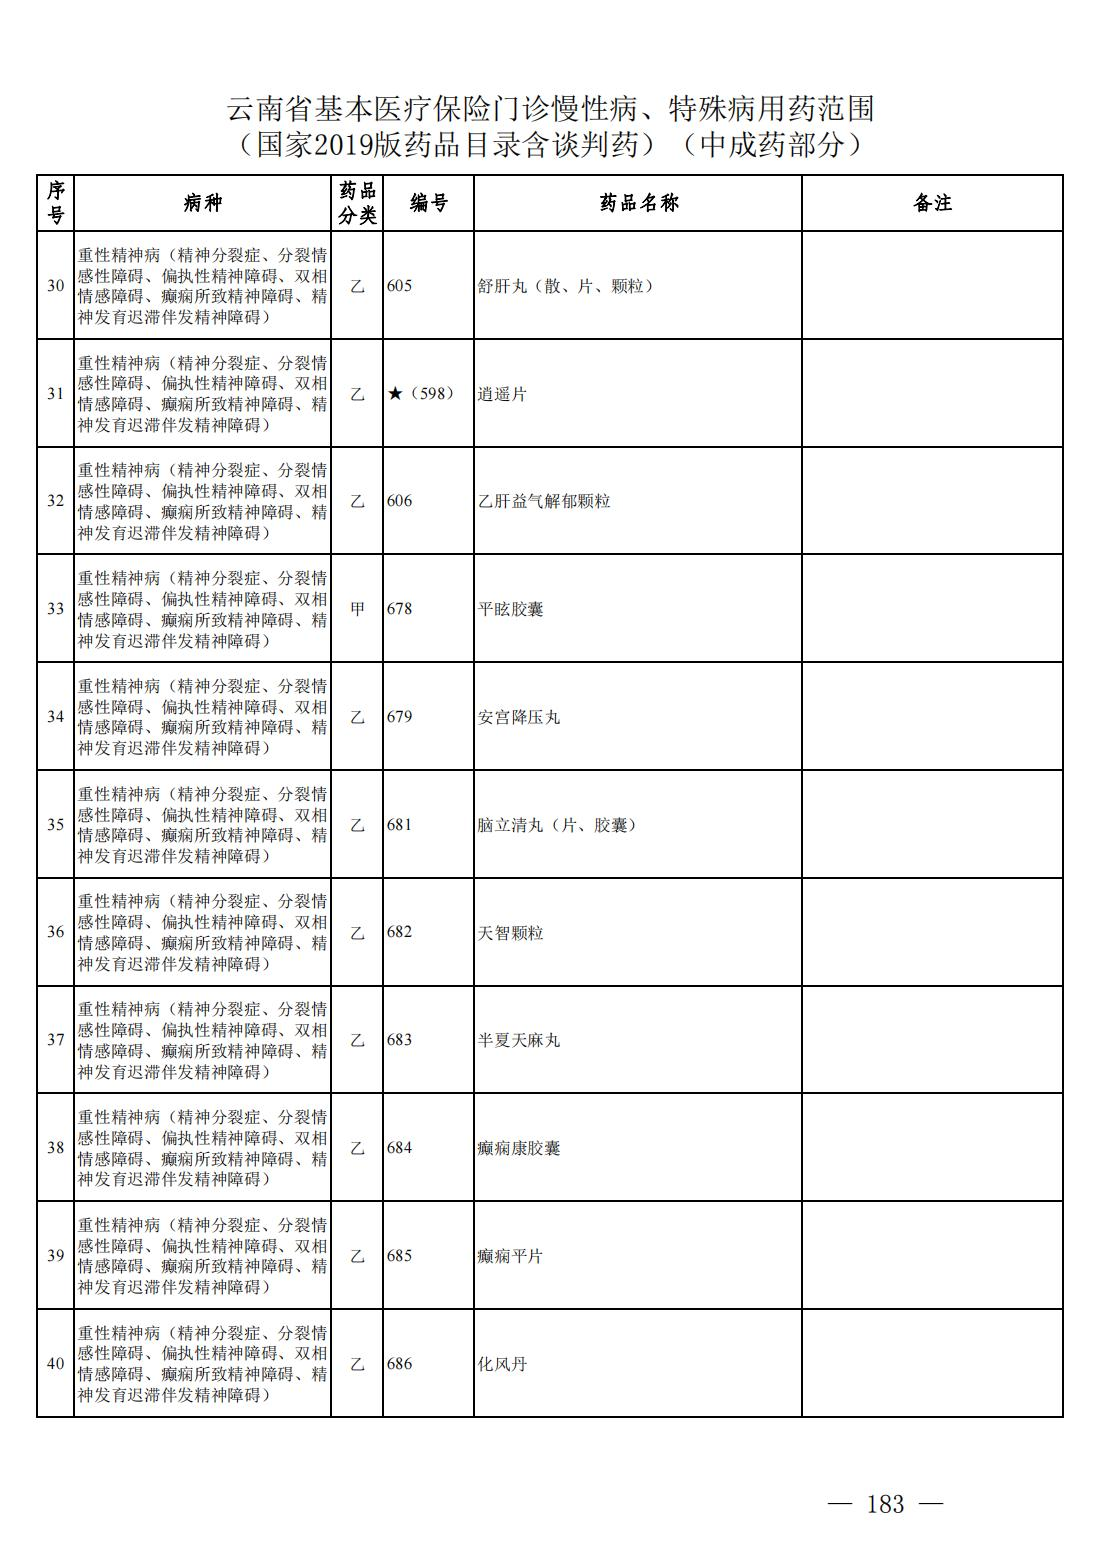 云南省基本医疗保险门诊慢性病、特殊病用药范围
（国家2019版药品目录含谈判药）（中成药部分）
序号 病种 药品分类 编号 药品名称 备注
重性精神病（精神分裂症、分裂情
感性障碍、偏执性精神障碍、双相
情感障碍、癫痫所致精神障碍、精
神发育迟滞伴发精神障碍）
30 乙 605 舒肝丸（散、片、颗粒）
重性精神病（精神分裂症、分裂情
感性障碍、偏执性精神障碍、双相
情感障碍、癫痫所致精神障碍、精
神发育迟滞伴发精神障碍）
31 乙 ★（598） 逍遥片
重性精神病（精神分裂症、分裂情
感性障碍、偏执性精神障碍、双相
情感障碍、癫痫所致精神障碍、精
神发育迟滞伴发精神障碍）
32 乙 606 乙肝益气解郁颗粒
重性精神病（精神分裂症、分裂情
感性障碍、偏执性精神障碍、双相
情感障碍、癫痫所致精神障碍、精
神发育迟滞伴发精神障碍）
33 甲 678 平眩胶囊
重性精神病（精神分裂症、分裂情
感性障碍、偏执性精神障碍、双相
情感障碍、癫痫所致精神障碍、精
神发育迟滞伴发精神障碍）
34 乙 679 安宫降压丸
重性精神病（精神分裂症、分裂情
感性障碍、偏执性精神障碍、双相
情感障碍、癫痫所致精神障碍、精
神发育迟滞伴发精神障碍）
35 乙 681 脑立清丸（片、胶囊）
重性精神病（精神分裂症、分裂情
感性障碍、偏执性精神障碍、双相
情感障碍、癫痫所致精神障碍、精
神发育迟滞伴发精神障碍）
36 乙 682 天智颗粒
重性精神病（精神分裂症、分裂情
感性障碍、偏执性精神障碍、双相
情感障碍、癫痫所致精神障碍、精
神发育迟滞伴发精神障碍）
37 乙 683 半夏天麻丸
重性精神病（精神分裂症、分裂情
感性障碍、偏执性精神障碍、双相
情感障碍、癫痫所致精神障碍、精
神发育迟滞伴发精神障碍）
38 乙 684 癫痫康胶囊
重性精神病（精神分裂症、分裂情
感性障碍、偏执性精神障碍、双相
情感障碍、癫痫所致精神障碍、精
神发育迟滞伴发精神障碍）
39 乙 685 癫痫平片
重性精神病（精神分裂症、分裂情
感性障碍、偏执性精神障碍、双相
情感障碍、癫痫所致精神障碍、精
神发育迟滞伴发精神障碍）
40 乙 686 化风丹
— 183 —